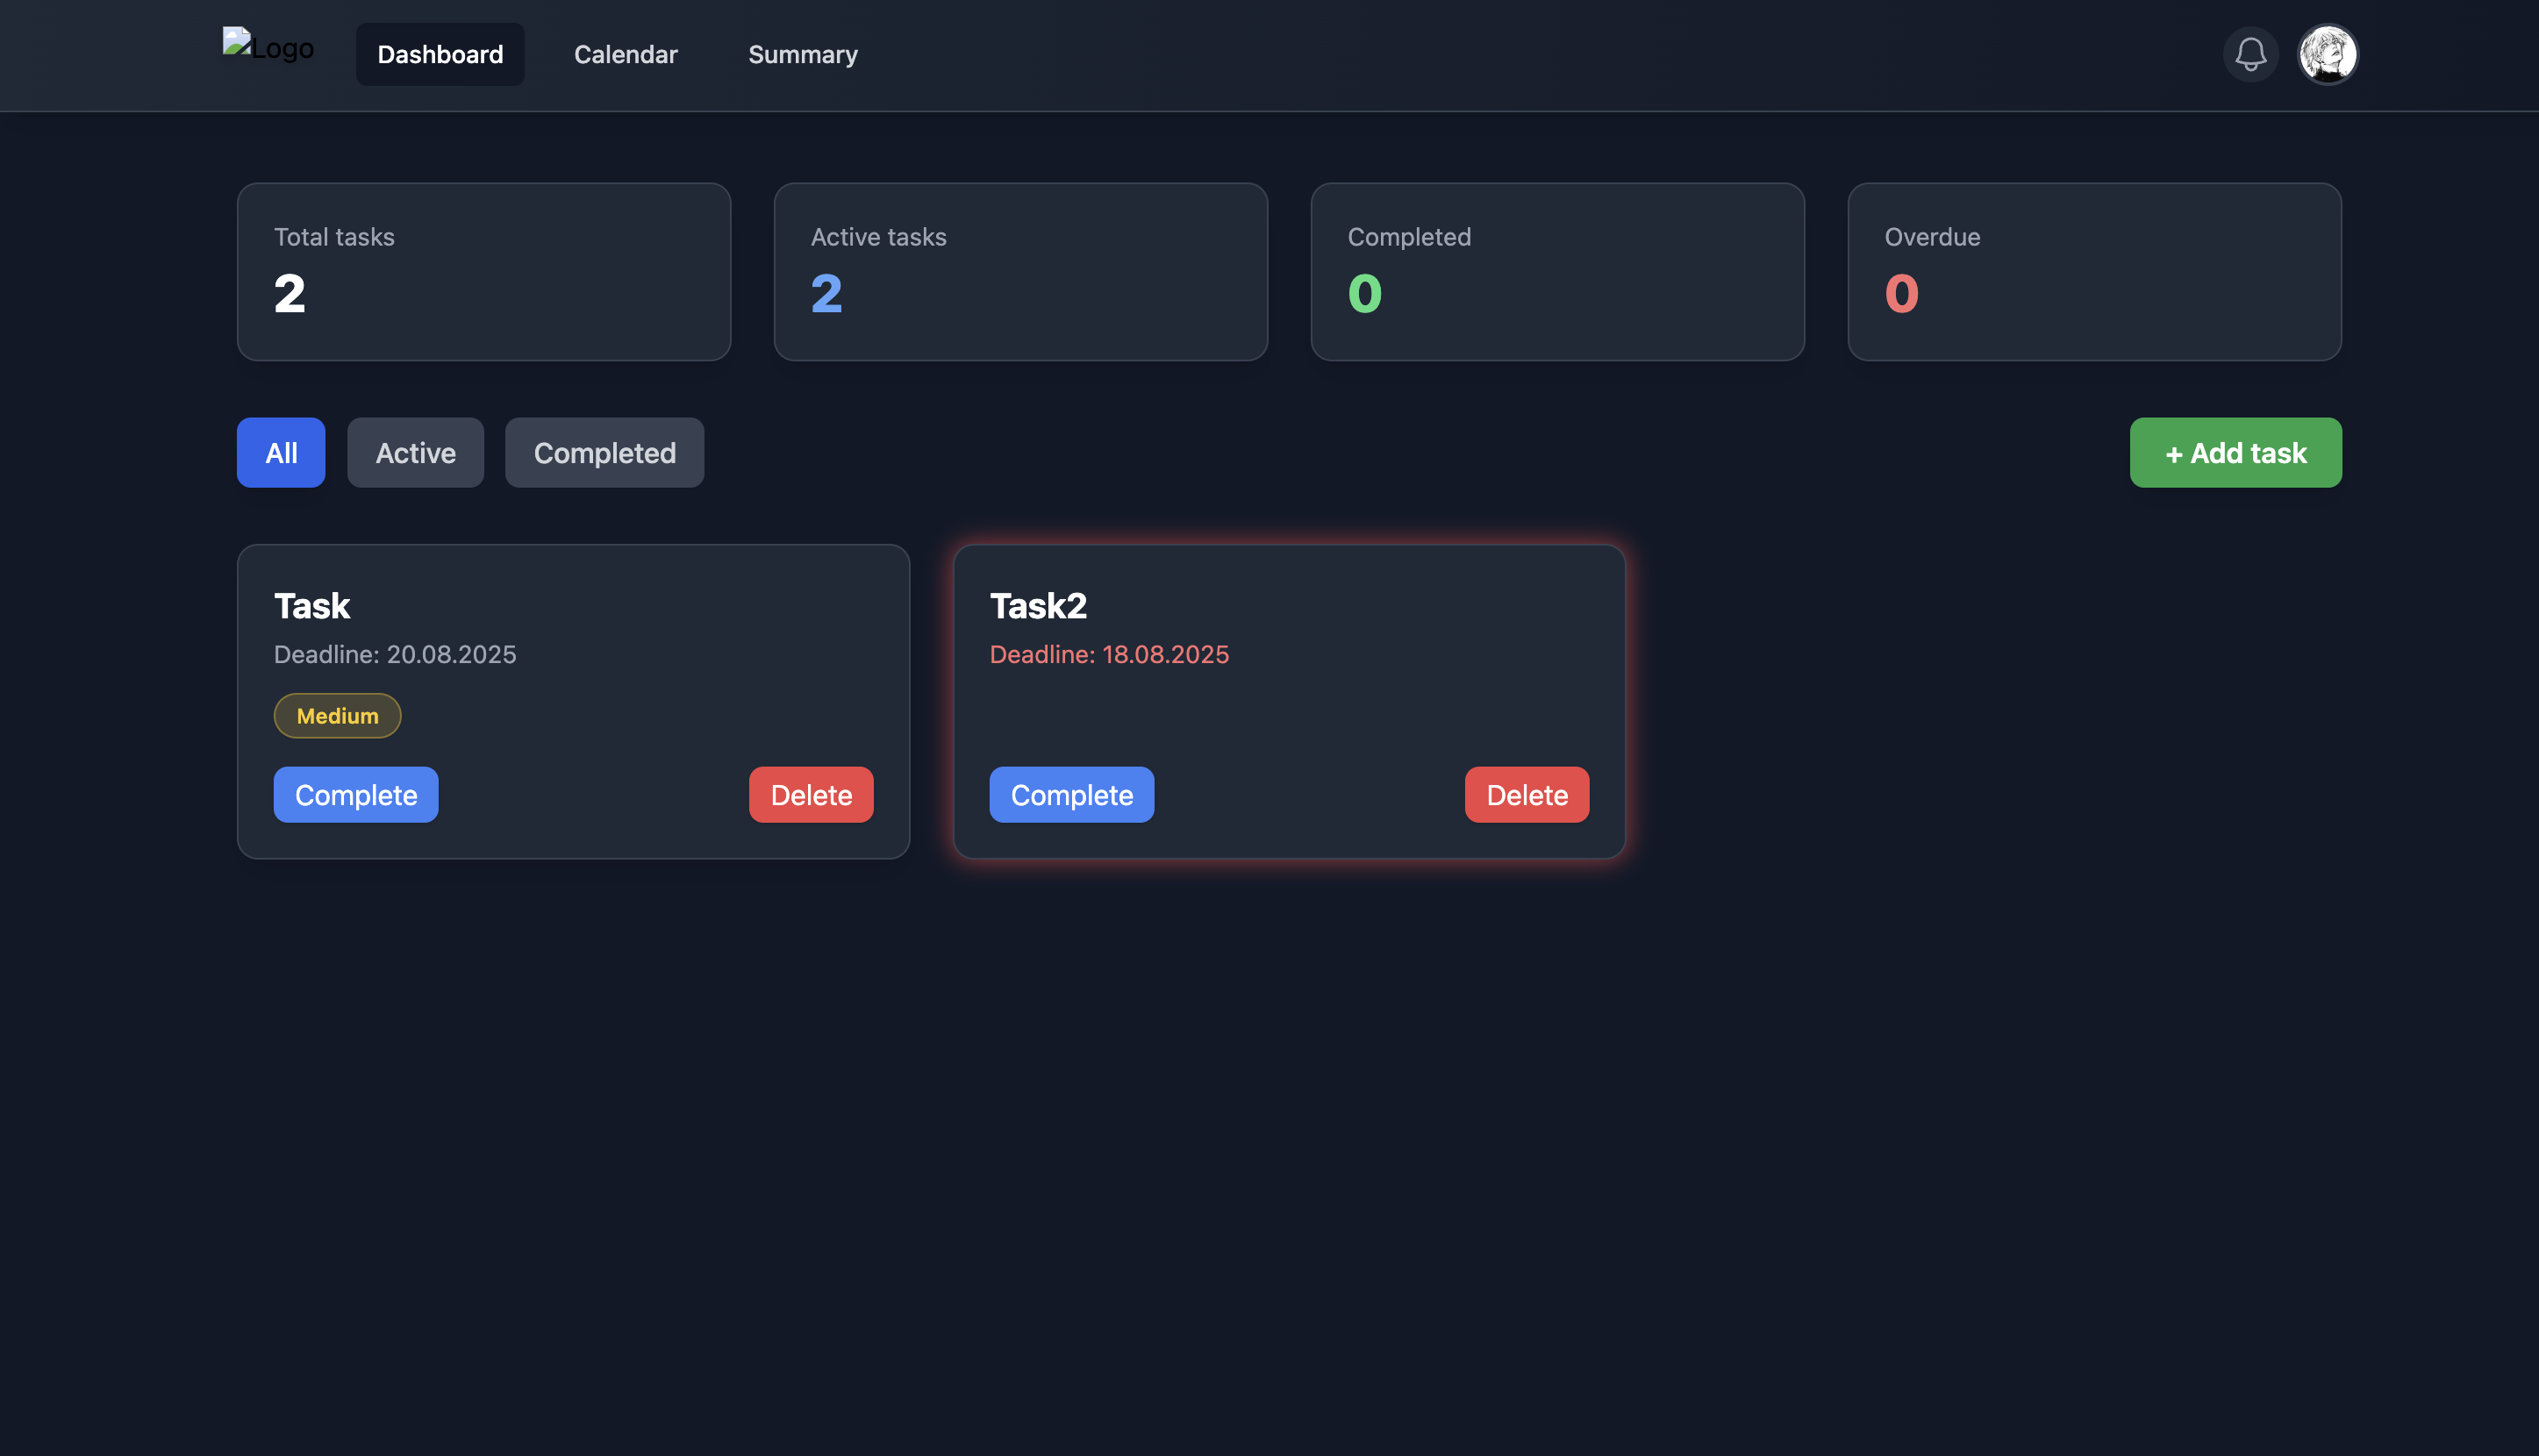 Logo
Dashboard
Calendar
Summary
Total tasks
2
Active tasks
2
Completed
0
Overdue
0
All
Active
Completed
+ Add task
Task
Deadline: 20.08.2025
Medium
Complete
Delete
Task2
Deadline: 18.08.2025
Complete
Delete